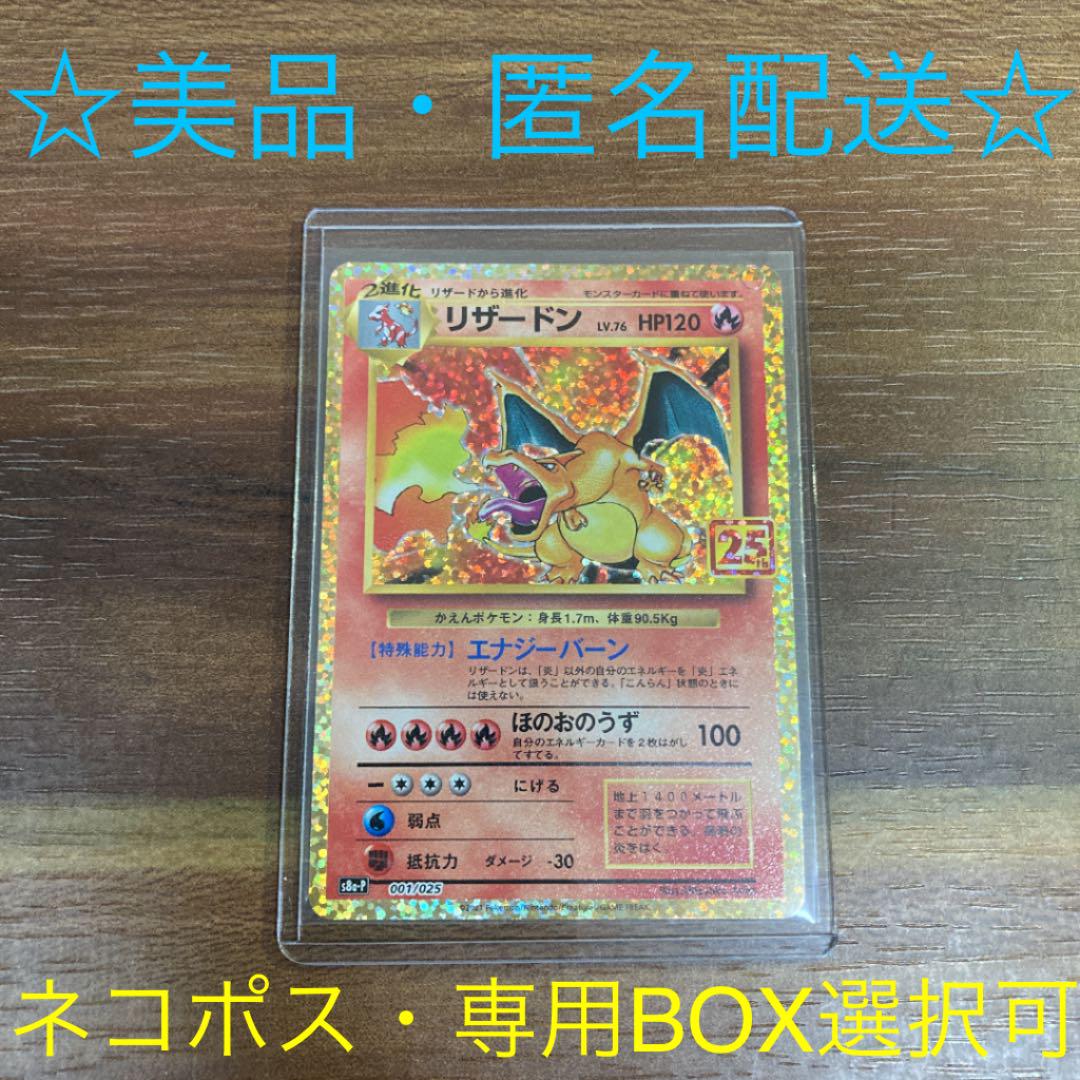 ☆美品・匿名配送☆
2進化 リザードから進化 モンスターカードに重ねて使います。
リザードン LV.76 HP120
25th
かえんポケモン：身長1.7m、体重90.5Kg
【特殊能力】エナジーバーン
リザードンは、「炎」以外の自分のエネルギーを「炎」エネ
ルギーとして扱うことができる。「こんらん」状態のときに
は使えない。
ほのおのうず 100
自分のエネルギーカードを2枚はがし
てすてる。
にげる
弱点
抵抗力 ダメージ -30
地上1400メートル
まで羽をつかって飛ぶ
ことができる。高熱の
炎をはく。
s8a-P 001/025
©2021 Pokémon/Nintendo/Creatures/GAME FREAK.
ネコポス・専用BOX選択可